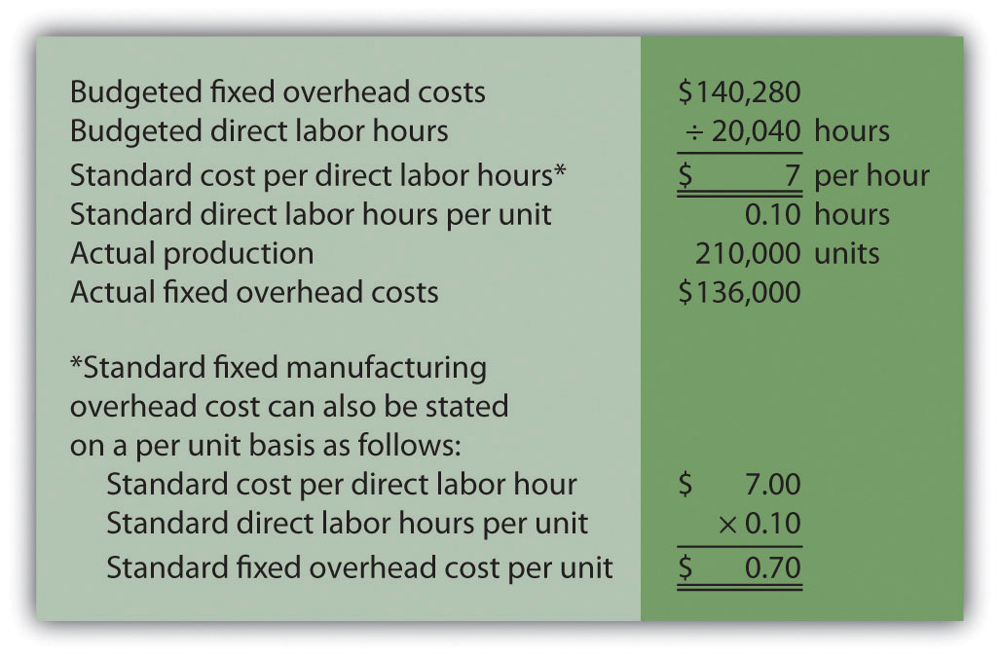 Budgeted fixed overhead costs $140,280
Budgeted direct labor hours ÷ 20,040 hours
Standard cost per direct labor hours* $ 7 per hour
Standard direct labor hours per unit 0.10 hours
Actual production 210,000 units
Actual fixed overhead costs $136,000
*Standard fixed manufacturing
overhead cost can also be stated
on a per unit basis as follows:
Standard cost per direct labor hour $ 7.00
Standard direct labor hours per unit × 0.10
Standard fixed overhead cost per unit $ 0.70